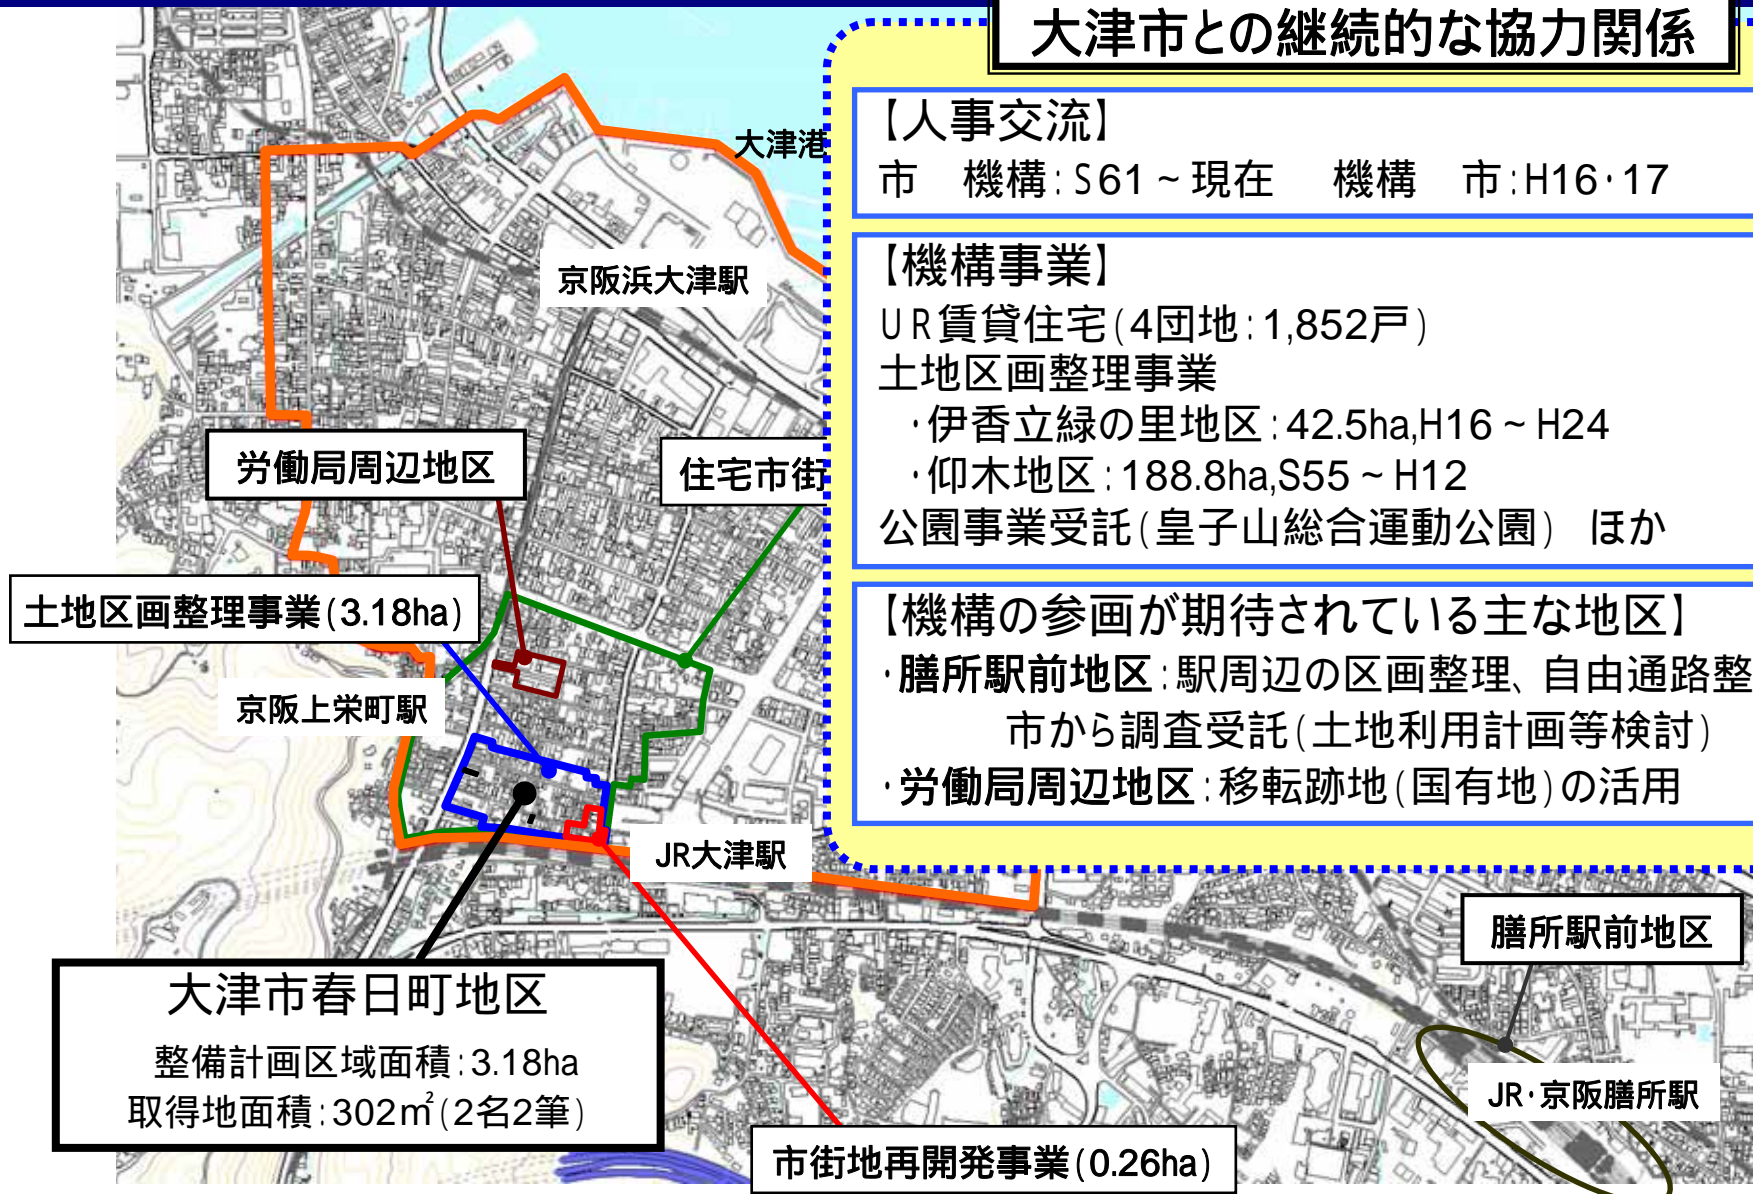 大津市との継続的な協力関係
【人事交流】
市　機構:S61~現在　機構　市:H16·17
【機構事業】
UR賃貸住宅(4団地:1,852戸)
土地区画整理事業
·伊香立緑の里地区:42.5ha,H16~H24
·仰木地区:188.8ha,S55~H12
公園事業受託(皇子山総合運動公園) ほか
【機構の参画が期待されている主な地区】
·膳所駅前地区:駅周辺の区画整理、自由通路整
市から調査受託(土地利用計画等検討)
·労働局周辺地区:移転跡地(国有地)の活用
大津港
京阪浜大津駅
労働局周辺地区
住宅市街
土地区画整理事業(3.18ha)
京阪上栄町駅
JR大津駅
膳所駅前地区
大津市春日町地区
整備計画区域面積:3.18ha
取得地面積:302㎡(2名2筆)
JR·京阪膳所駅
市街地再開発事業(0.26ha)